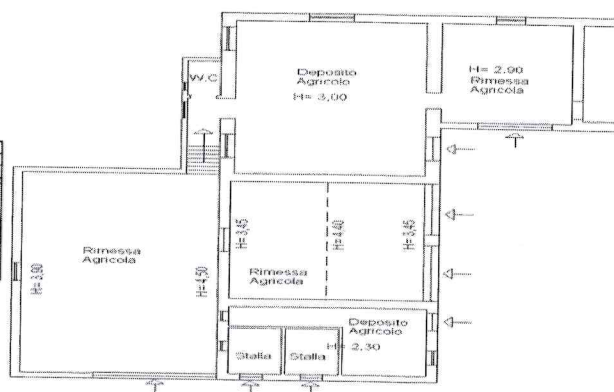 W.C
Deposito
Agricolo
H= 3,00
H= 2.90
Rimessa
Agricola
Rimessa
Agricola
H= 3,90
H= 4,50
H= 3,45
H= 4.40
H= 3,45
Rimessa
Agricola
Deposito
Agricolo
H= 2.30
Stalla
Stalla